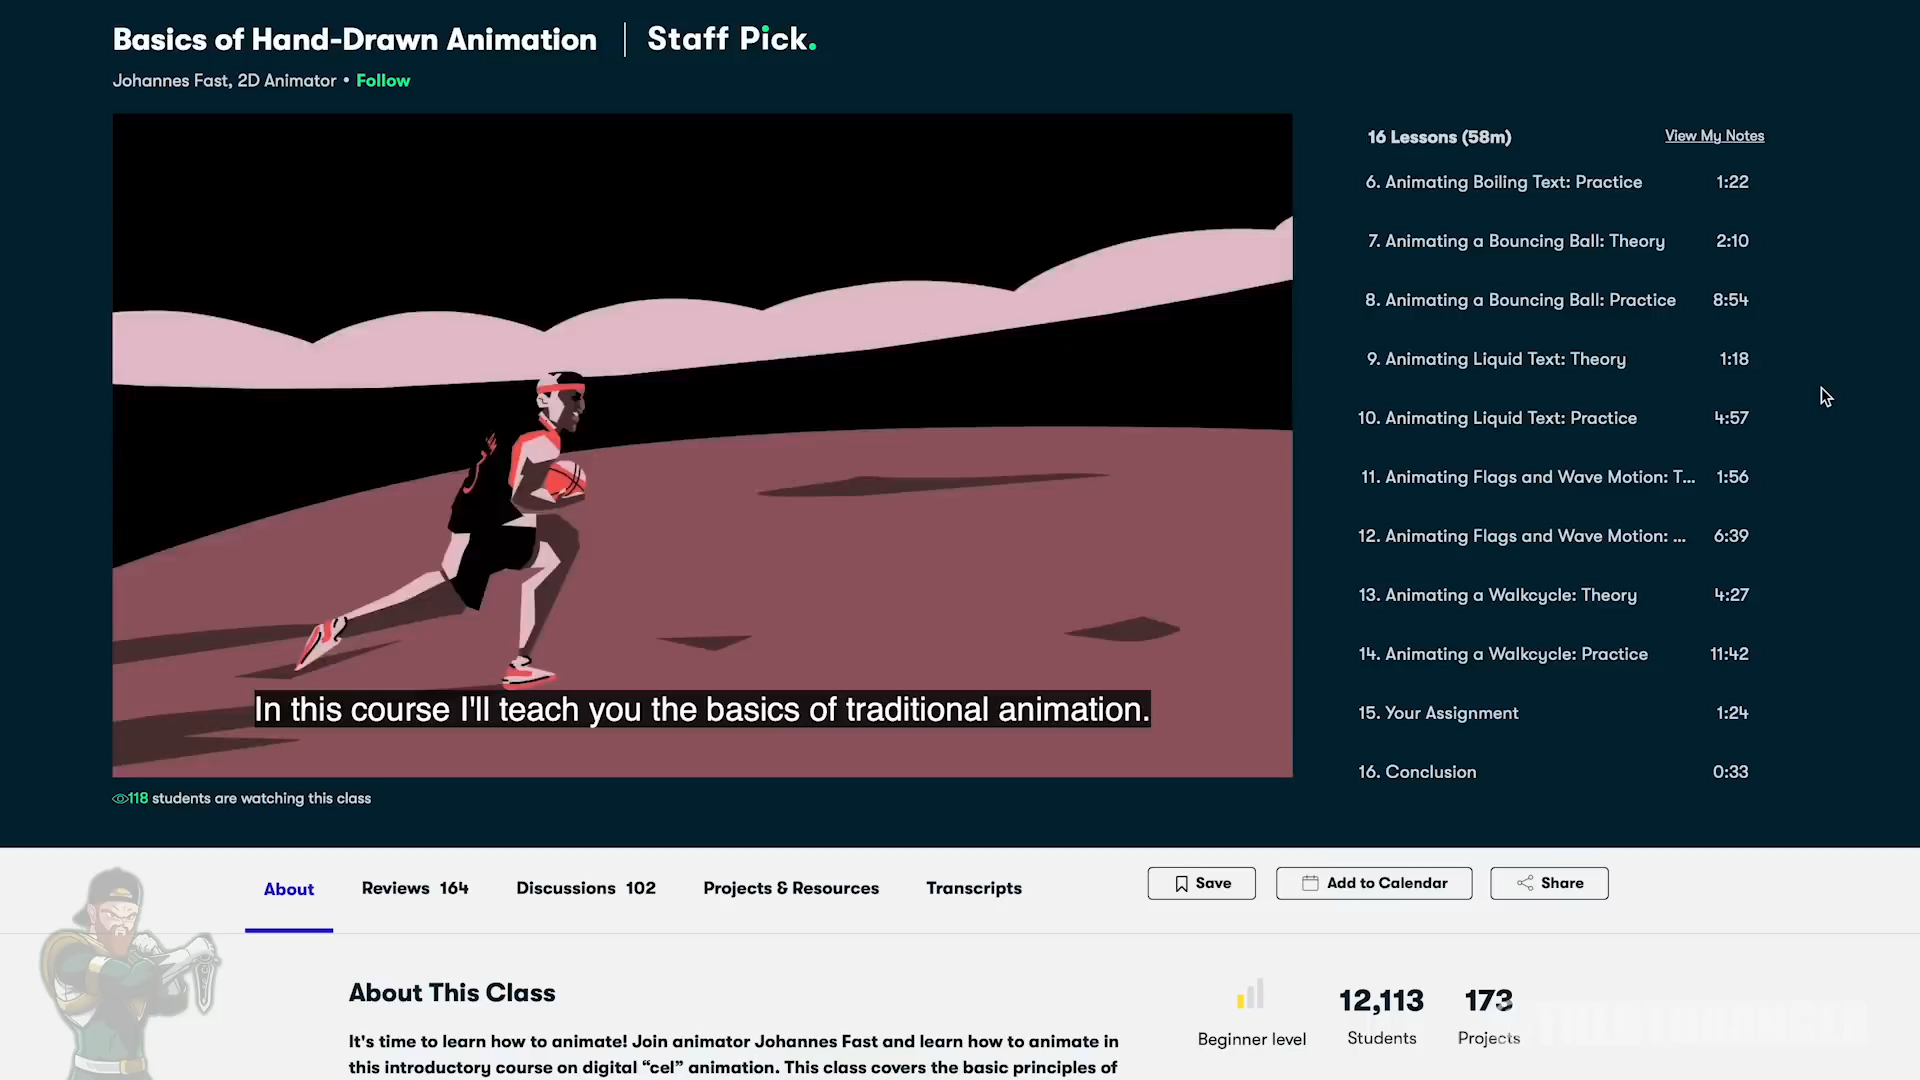 Basics of Hand-Drawn Animation | Staff Pick.
Johannes Fast, 2D Animator • Follow
16 Lessons (58m) View My Notes
6. Animating Boiling Text: Practice 1:22
7. Animating a Bouncing Ball: Theory 2:10
8. Animating a Bouncing Ball: Practice 8:54
9. Animating Liquid Text: Theory 1:18
10. Animating Liquid Text: Practice 4:57
11. Animating Flags and Wave Motion: T... 1:56
12. Animating Flags and Wave Motion: ... 6:39
13. Animating a Walkcycle: Theory 4:27
14. Animating a Walkcycle: Practice 11:42
15. Your Assignment 1:24
16. Conclusion 0:33
In this course I'll teach you the basics of traditional animation.
118 students are watching this class
About Reviews 164 Discussions 102 Projects & Resources Transcripts Save Add to Calendar Share
About This Class
It's time to learn how to animate! Join animator Johannes Fast and learn how to animate in
this introductory course on digital “cel” animation. This class covers the basic principles of
Beginner level
12,113
Students
173
Projects